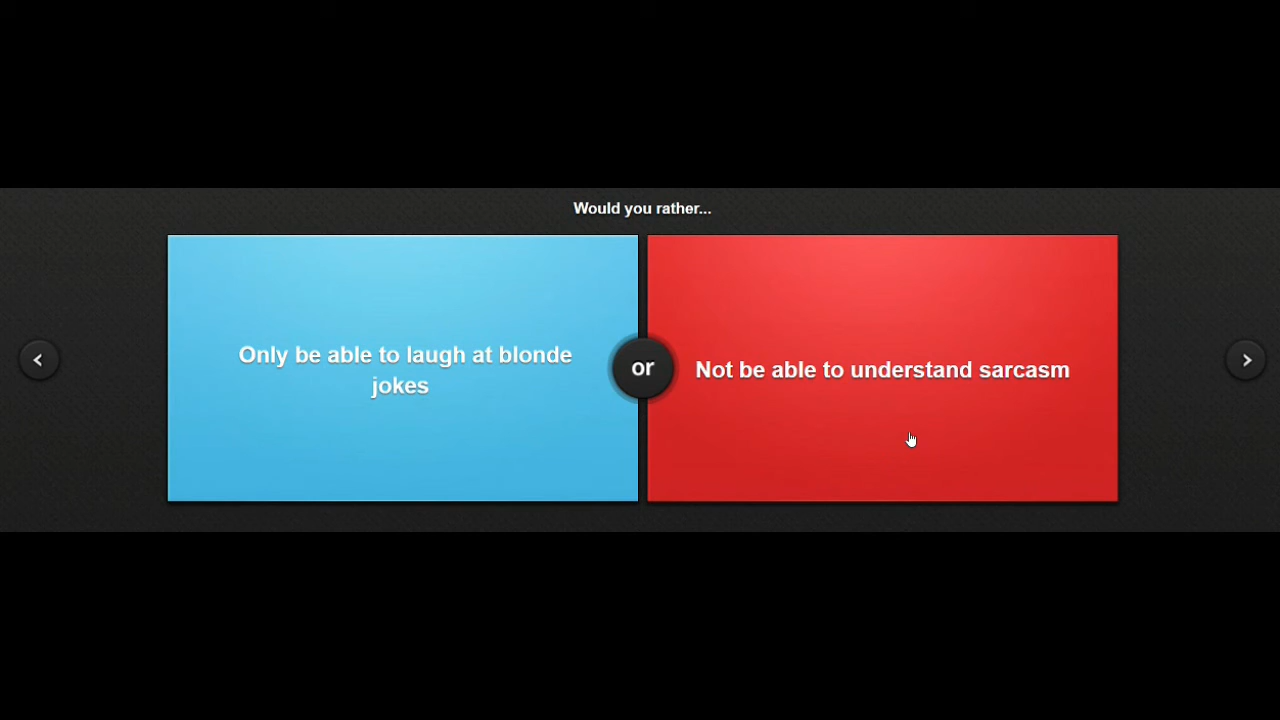 Would you rather...
Only be able to laugh at blonde
jokes
or
Not be able to understand sarcasm